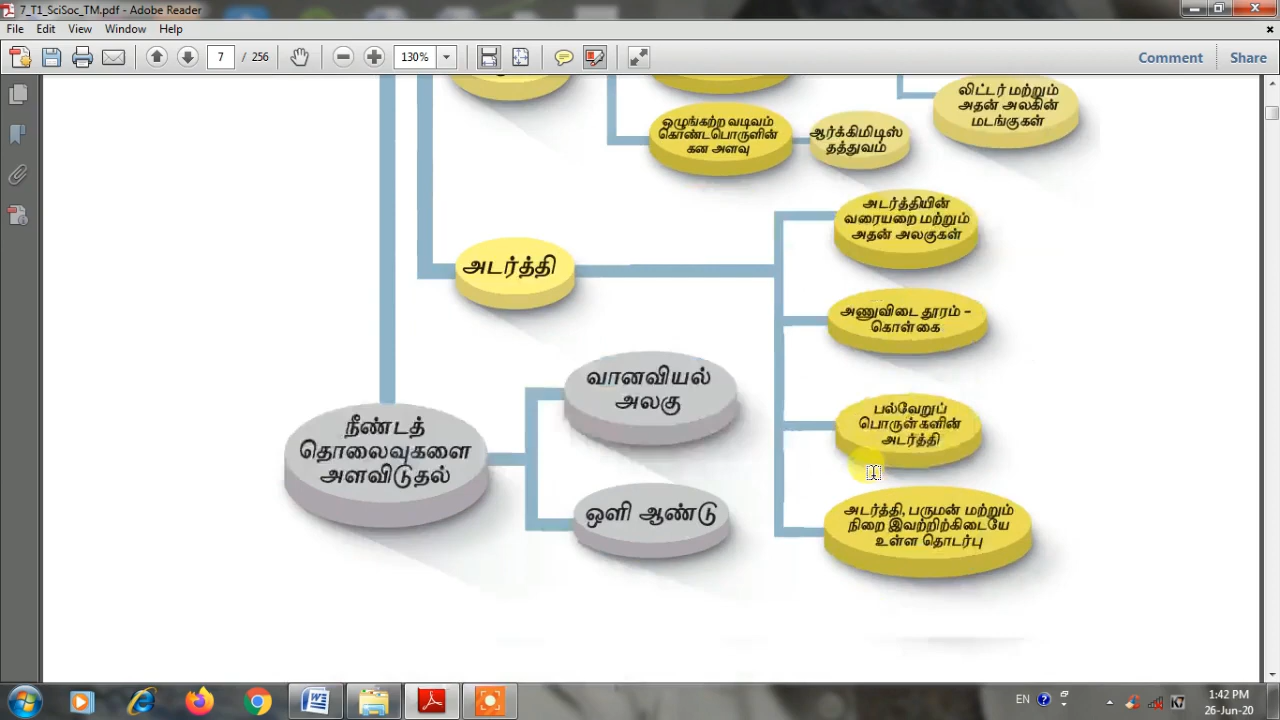 7_T1_SciSoc_TM.pdf - Adobe Reader
File Edit View Window Help
7 / 256
130%
Comment Share
லிட்டர் மற்றும்
அதன் அலகின்
மடங்குகள்
ஒழுங்கற்ற வடிவம்
கொண்டபொருளின்
கன அளவு
ஆர்க்கிமிடிஸ்
தத்துவம்
அடர்த்தியின்
வரையறை மற்றும்
அதன் அலகுகள்
அடர்த்தி
அணுவிடை தூரம் –
கொள்கை
வானவியல்
அலகு
பல்வேறுப்
பொருள்களின்
அடர்த்தி
நீண்டத்
தொலைவுகளை
அளவிடுதல்
ஒளி ஆண்டு
அடர்த்தி, பருமன் மற்றும்
நிறை இவற்றிற்கிடையே
உள்ள தொடர்பு
EN
1:42 PM
26-Jun-20